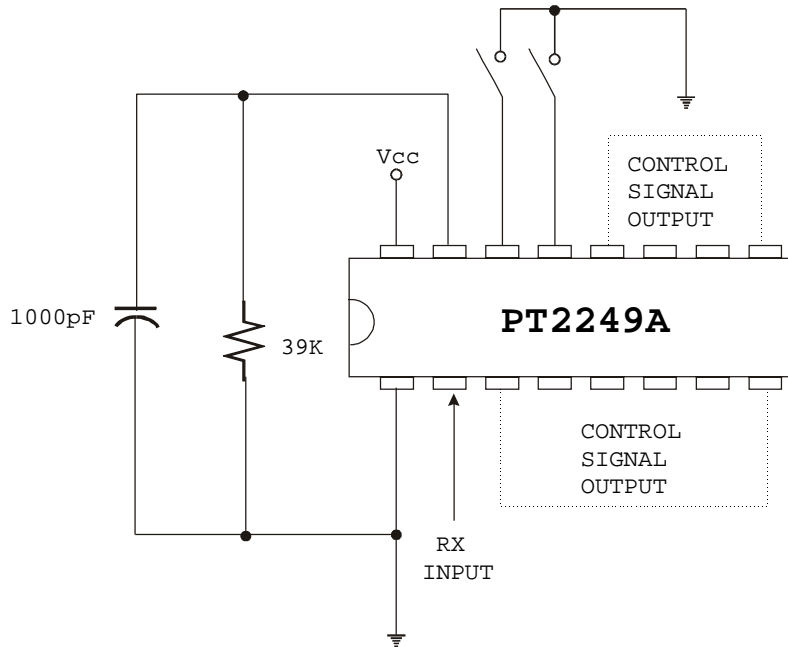 Vcc
CONTROL
SIGNAL
OUTPUT
1000pF
39K
PT2249A
CONTROL
SIGNAL
OUTPUT
RX
INPUT